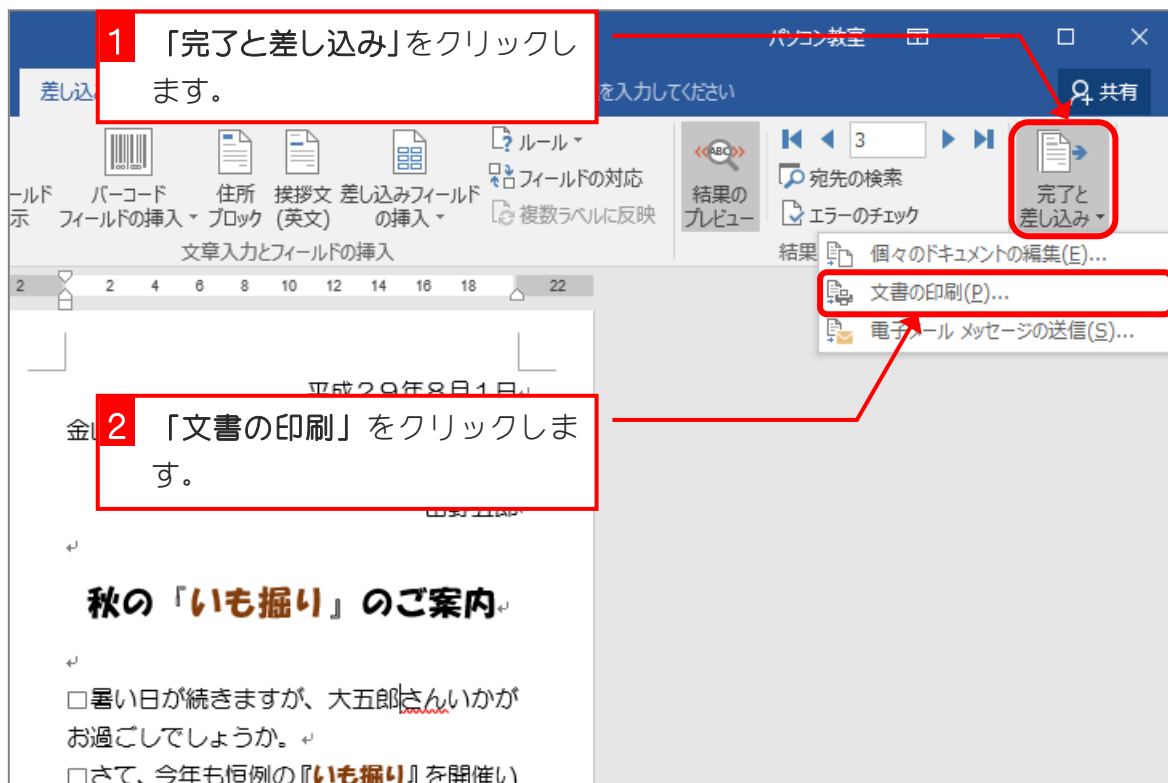 1 「完了と差し込み」をクリックし
ます。
パソコン教室
差し込
を入力してください
共有
ールド
示
バーコード
フィールドの挿入
住所
ブロック
挨拶文
(英文)
差し込みフィールド
の挿入
ルール
フィールドの対応
複数ラベルに反映
文章入力とフィールドの挿入
«ABC»
結果の
プレビュー
3
宛先の検索
エラーのチェック
結果
完了と
差し込み
個々のドキュメントの編集(E)...
文書の印刷(P)...
電子メール メッセージの送信(S)...
2 2 4 6 8 10 12 14 16 18 22
平成29年8月1日
2 「文書の印刷」をクリックしま
す。
秋の『いも掘り』のご案内
□暑い日が続きますが、大五郎さんいかが
お過ごしでしょうか。
□さて、今年も恒例の『いも掘り』を開催い